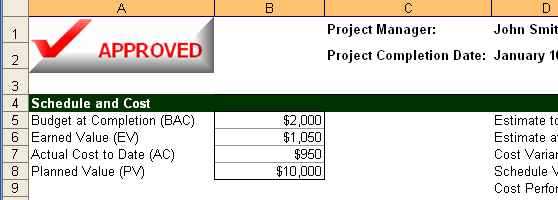 A B C D
1 Project Manager: John Smit
APPROVED
2 Project Completion Date: January 10
3
4 Schedule and Cost
5 Budget at Completion (BAC) $2,000 Estimate to
6 Earned Value (EV) $1,050 Estimate a
7 Actual Cost to Date (AC) $950 Cost Varian
8 Planned Value (PV) $10,000 Schedule V
9 Cost Perfor